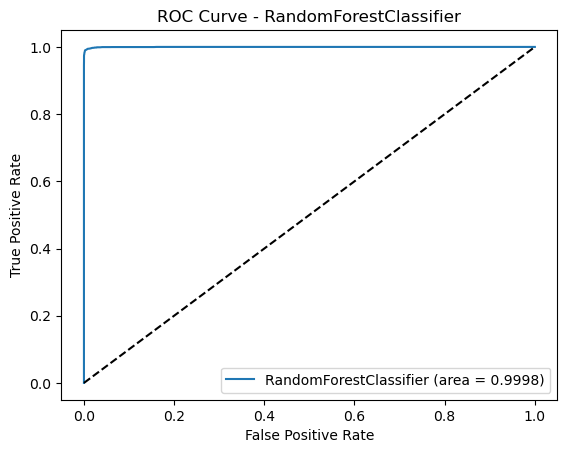 ROC Curve - RandomForestClassifier
True Positive Rate
1.0
0.8
0.6
0.4
0.2
0.0
RandomForestClassifier (area = 0.9998)
0.0 0.2 0.4 0.6 0.8 1.0
False Positive Rate